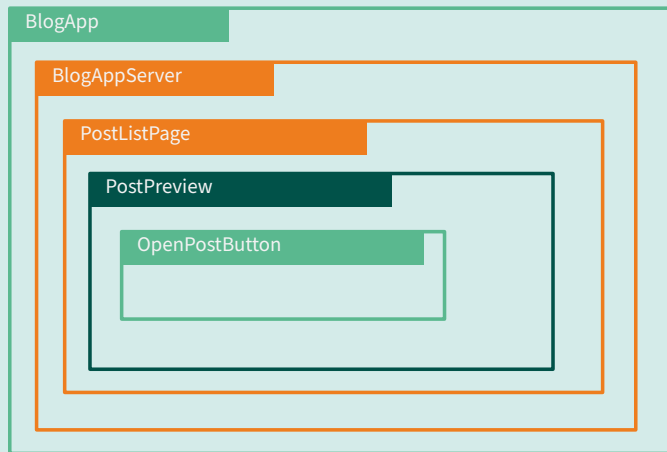 BlogApp
BlogAppServer
PostListPage
PostPreview
OpenPostButton